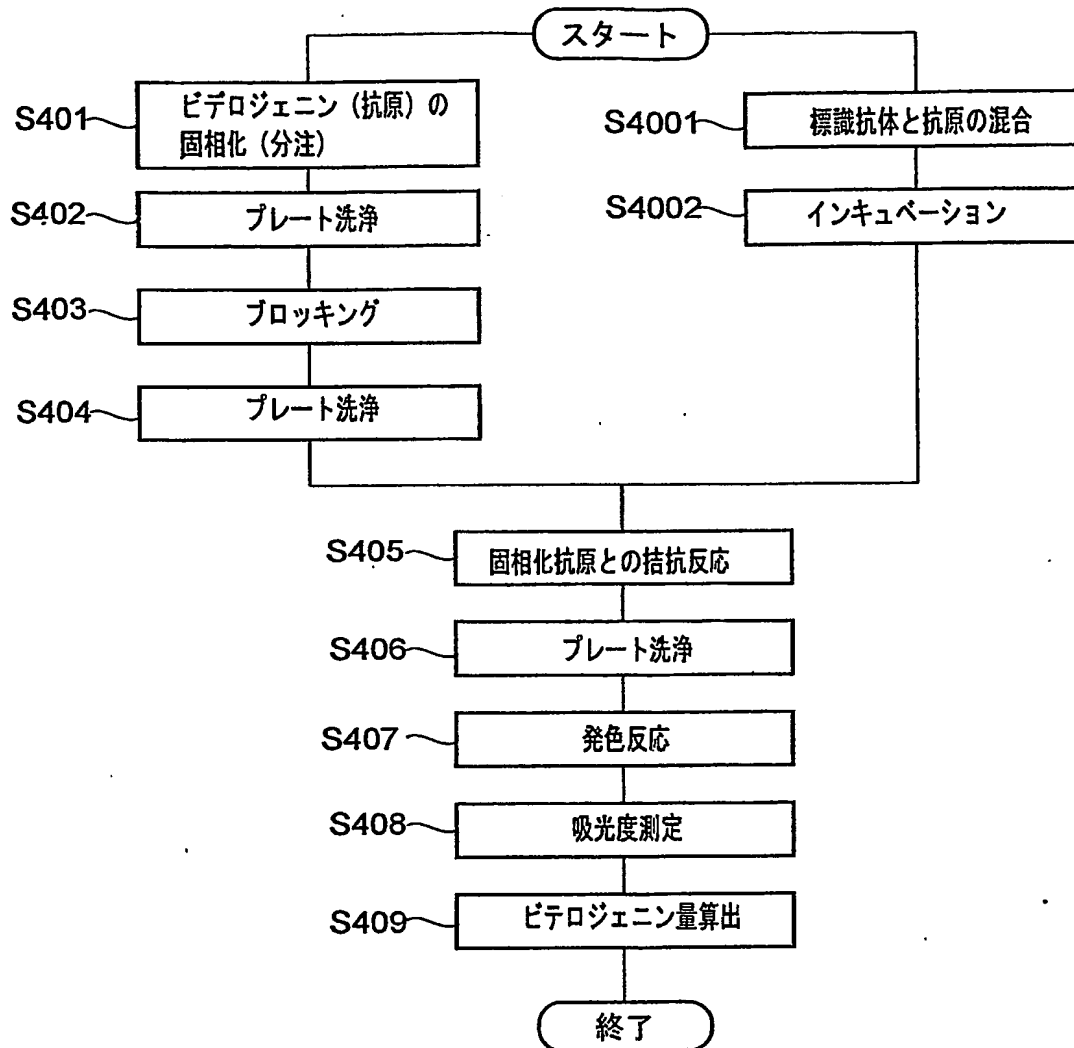 スタート
S401
ビデロジェニン（抗原）の
固相化（分注）
S402
プレート洗浄
S403
ブロッキング
S404
プレート洗浄
S4001
標識抗体と抗原の混合
S4002
インキュベーション
S405
固相化抗原との拮抗反応
S406
プレート洗浄
S407
発色反応
S408
吸光度測定
S409
ビテロジェニン量算出
終了